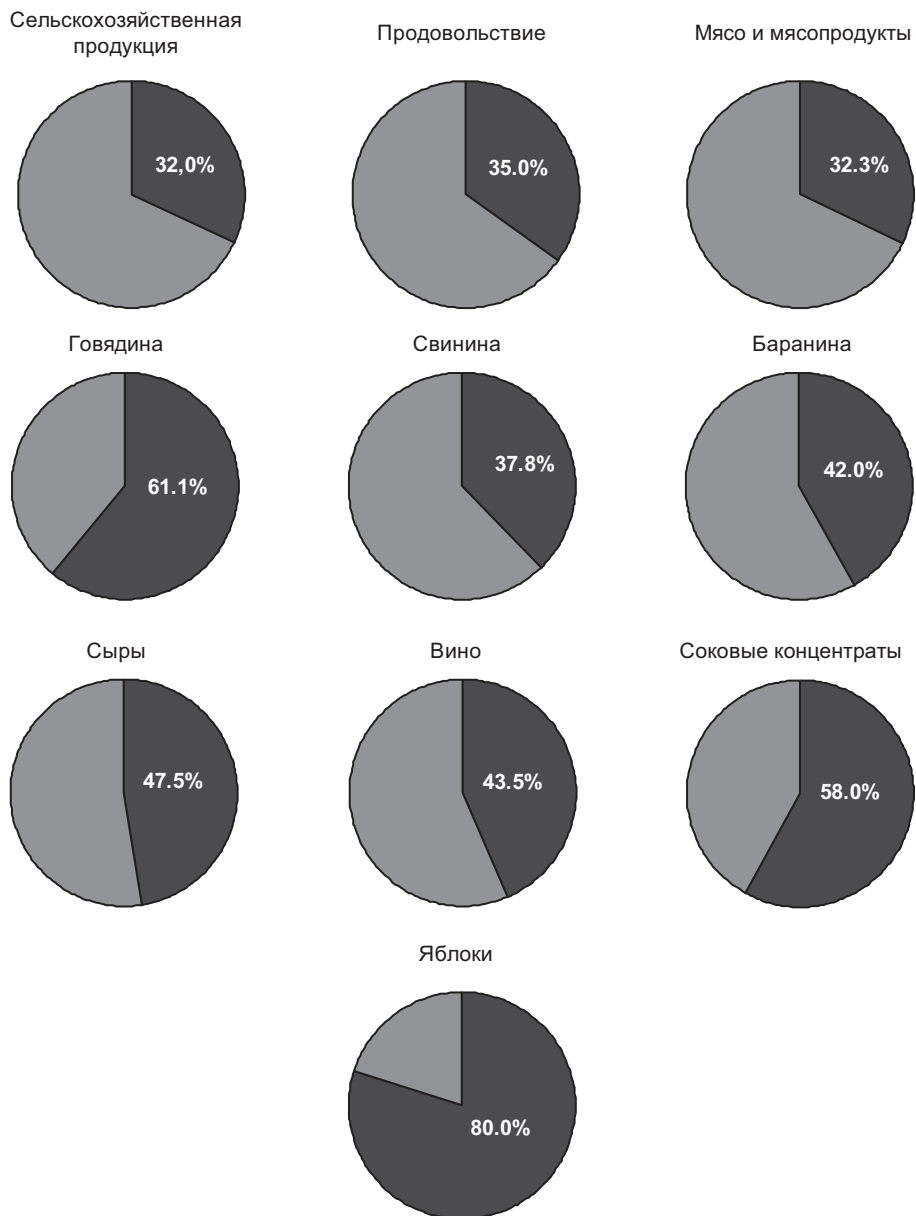 Сельскохозяйственная
продукция
Продовольствие
Мясо и мясопродукты
32,0%
35.0%
32.3%
Говядина
Свинина
Баранина
61.1%
37.8%
42.0%
Сыры
Вино
Соковые концентраты
47.5%
43.5%
58.0%
Яблоки
80.0%